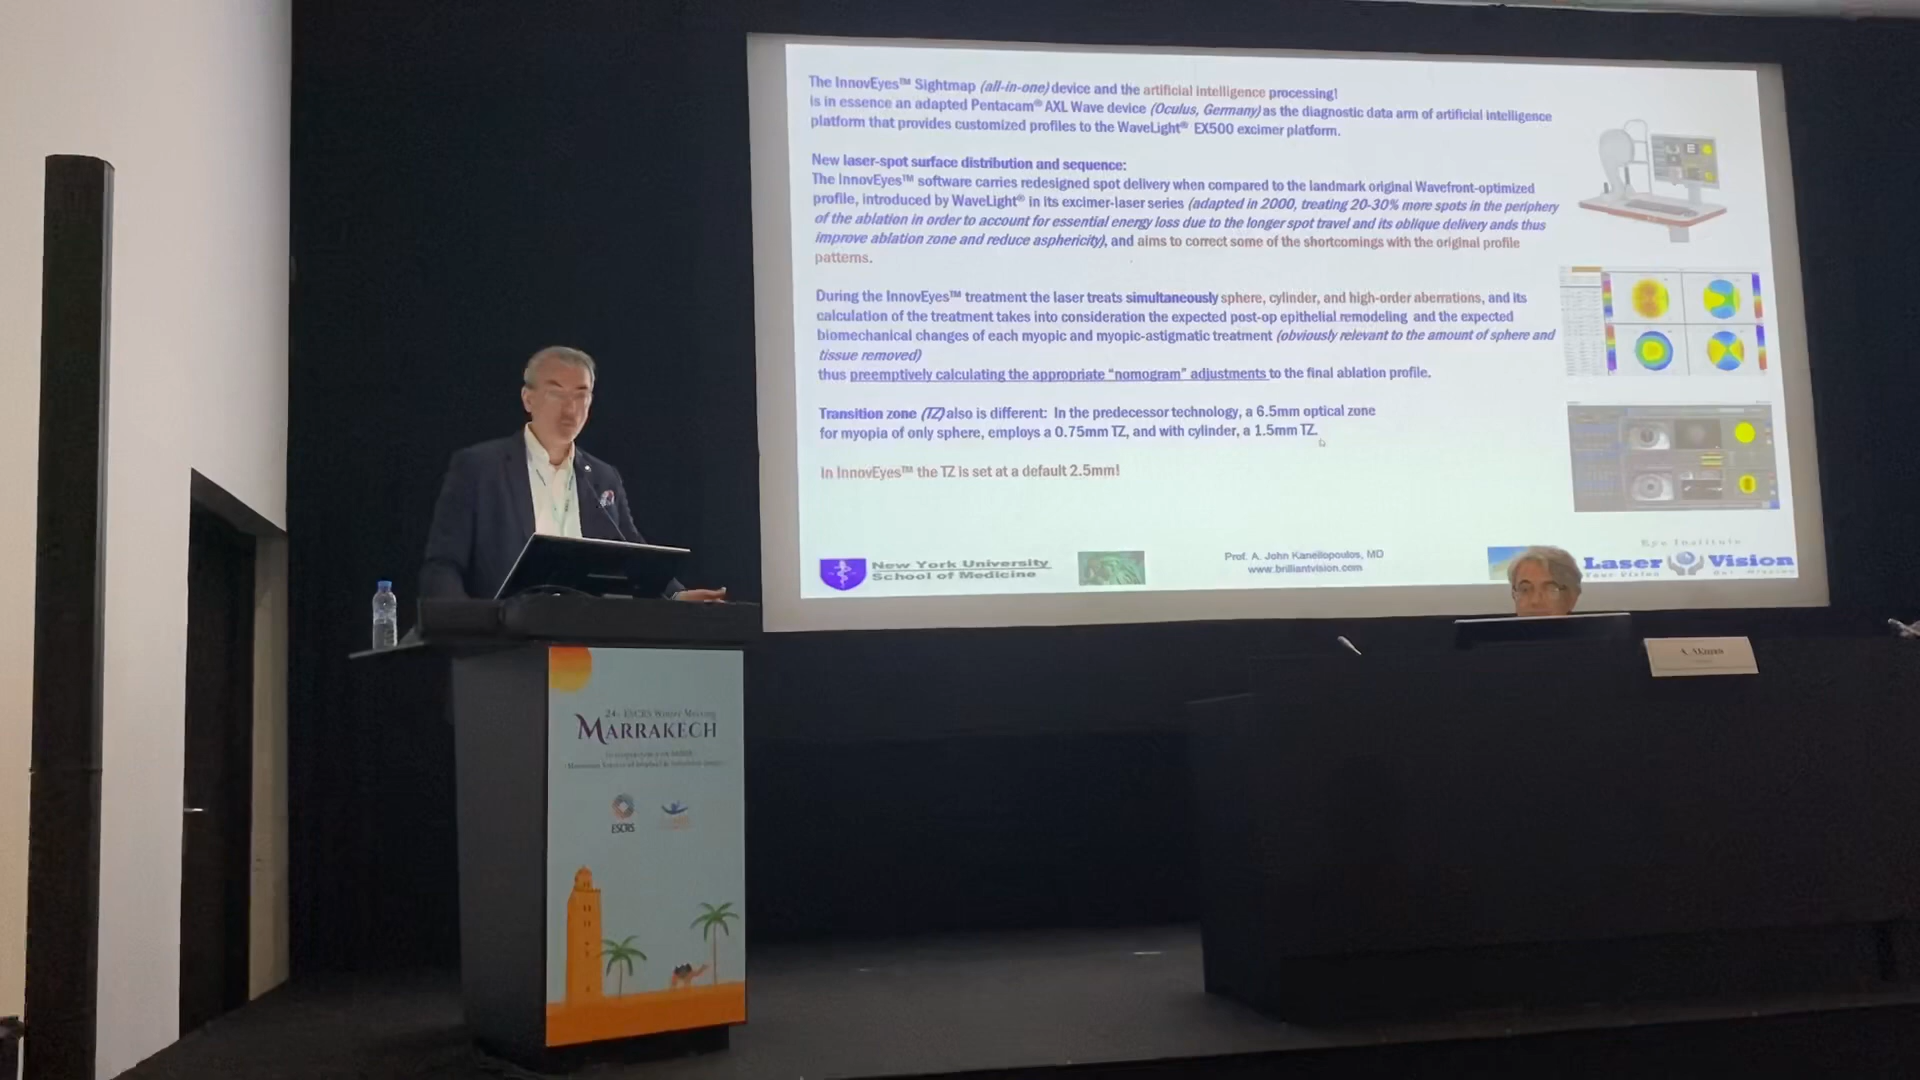 The InnovEyes™ Sightmap (all-in-one) device and the artificial intelligence processing!
is in essence an adapted Pentacam® AXL Wave device (Oculus, Germany) as the diagnostic data arm of artificial intelligence
platform that provides customized profiles to the WaveLight® EX500 excimer platform.
New laser-spot surface distribution and sequence:
The InnovEyes™ software carries redesigned spot delivery when compared to the landmark original Wavefront-optimized
profile, introduced by WaveLight® in its excimer-laser series (adapted in 2000, treating 20-30% more spots in the periphery
of the ablation in order to account for essential energy loss due to the longer spot travel and its oblique delivery ands thus
improve ablation zone and reduce asphericity), and aims to correct some of the shortcomings with the original profile
patterns.
During the InnovEyes™ treatment the laser treats simultaneously sphere, cylinder, and high-order aberrations, and its
calculation of the treatment takes into consideration the expected post-op epithelial remodeling and the expected
biomechanical changes of each myopic and myopic-astigmatic treatment (obviously relevant to the amount of sphere and
tissue removed)
thus preemptively calculating the appropriate “nomogram” adjustments to the final ablation profile.
Transition zone (TZ) also is different: In the predecessor technology, a 6.5mm optical zone
for myopia of only sphere, employs a 0.75mm TZ, and with cylinder, a 1.5mm TZ.
In InnovEyes™ the TZ is set at a default 2.5mm!
New York University
School of Medicine
Prof. A. John Kanellopoulos, MD
www.brilliantvision.com
Eye Institute
Laser Vision
Your Vision
24th ESCRS Winter Meeting
MARRAKECH
ESCRS